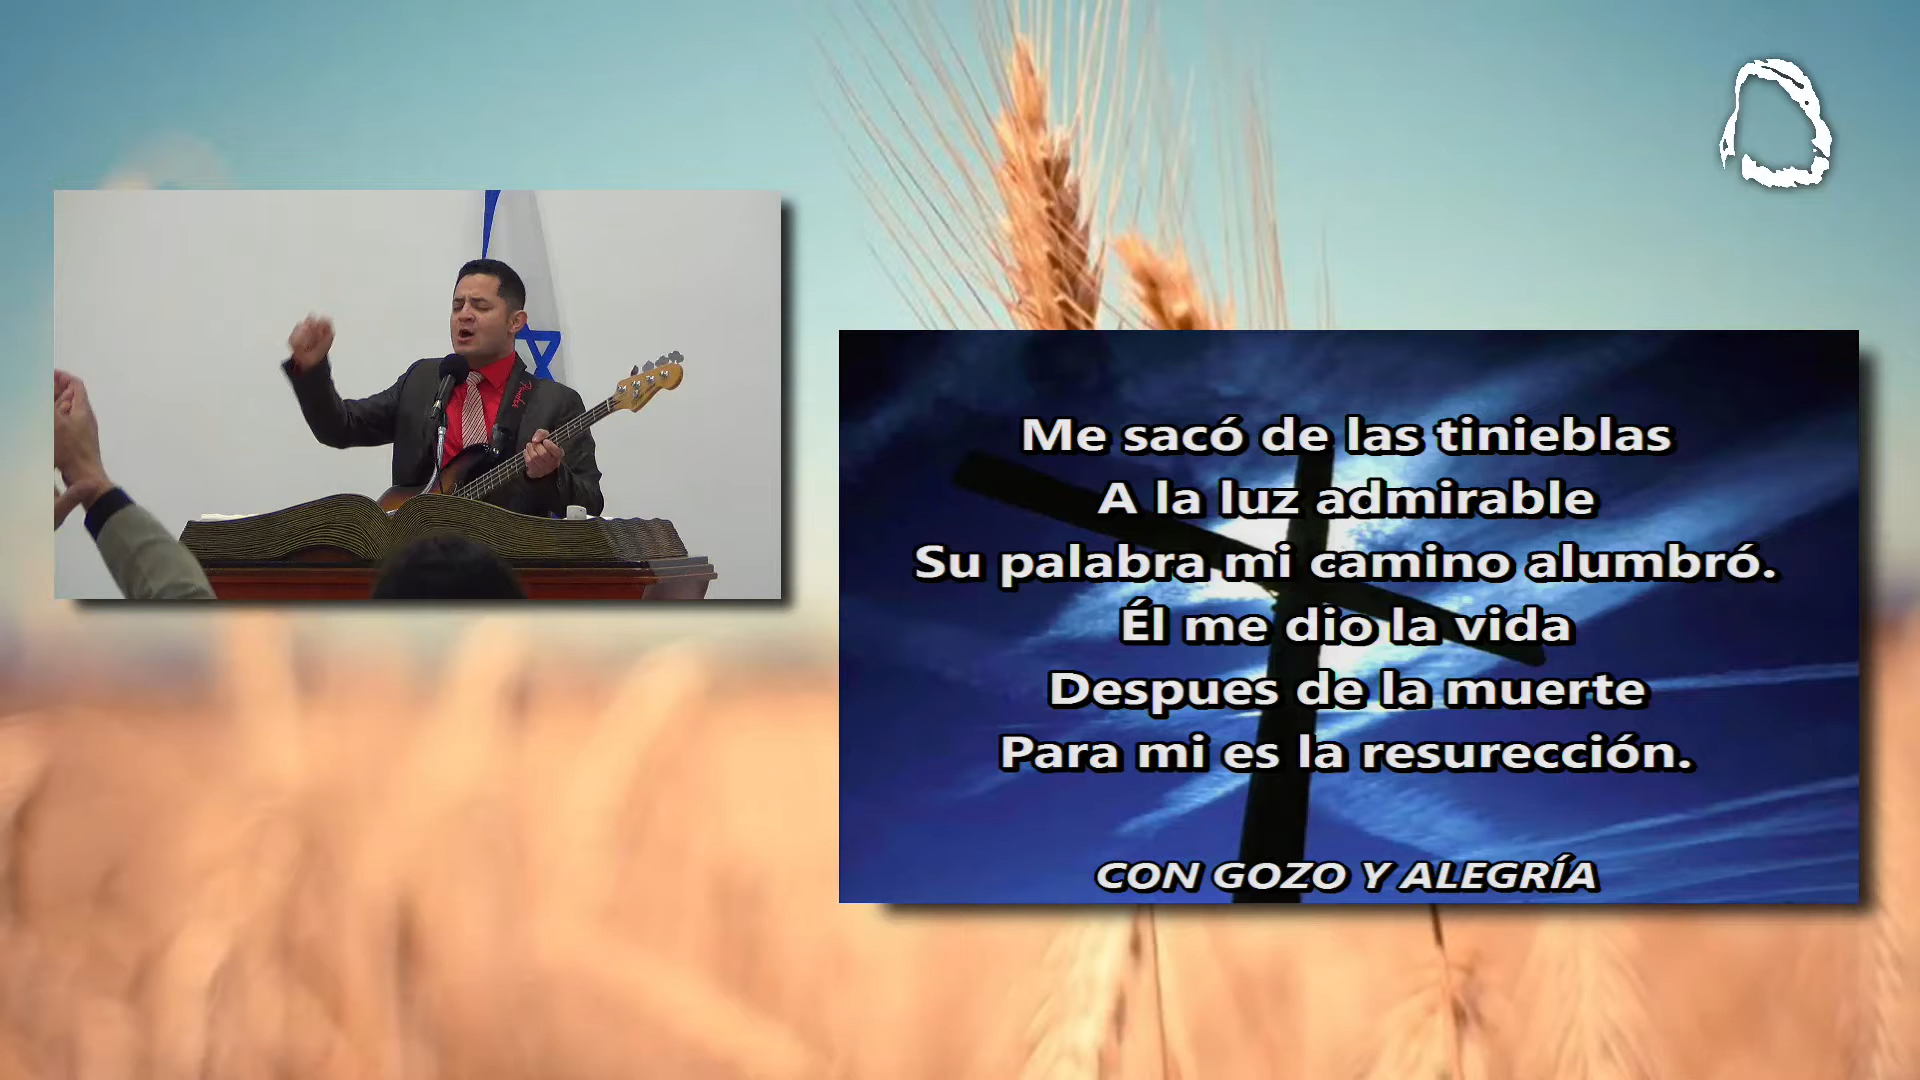 Fender
Me sacó de las tinieblas
A la luz admirable
Su palabra mi camino alumbró.
Él me dio la vida
Despues de la muerte
Para mi es la resurección.
CON GOZO Y ALEGRÍA